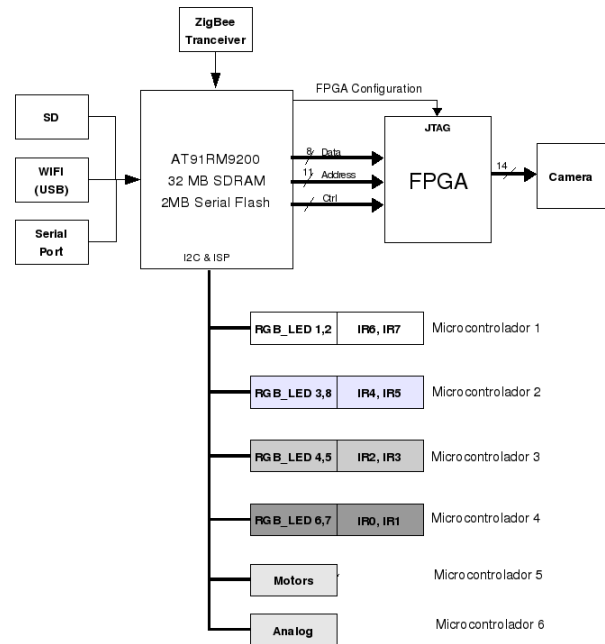 ZigBee
Tranceiver
FPGA Configuration
SD
WIFI
(USB)
Serial
Port
AT91RM9200
32 MB SDRAM
2MB Serial Flash
I2C & ISP
8 Data
11 Address
Ctrl
JTAG
FPGA
14
Camera
RGB_LED 1,2 IR6, IR7 Microcontrolador 1
RGB_LED 3,8 IR4, IR5 Microcontrolador 2
RGB_LED 4,5 IR2, IR3 Microcontrolador 3
RGB_LED 6,7 IR0, IR1 Microcontrolador 4
Motors Microcontrolador 5
Analog Microcontrolador 6